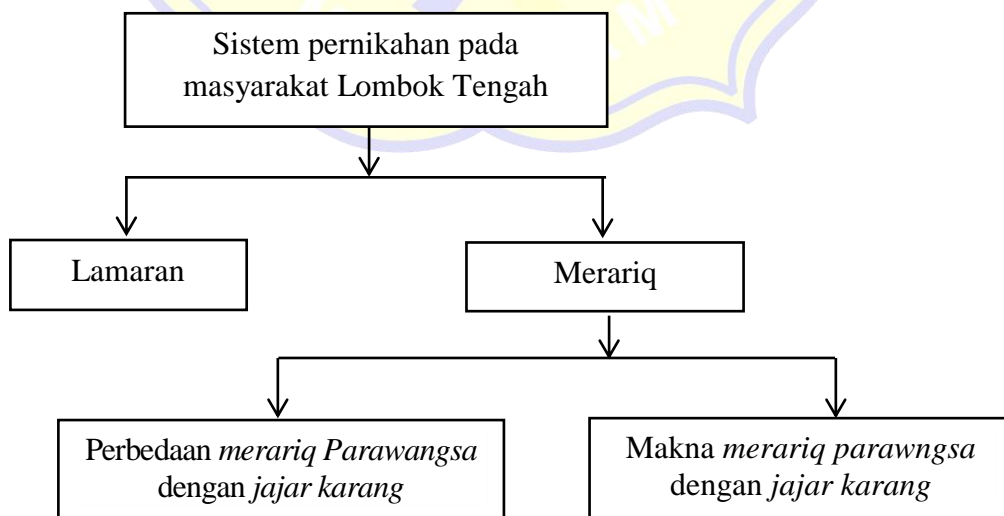 Sistem pernikahan pada
masyarakat Lombok Tengah
Lamaran
Merariq
Perbedaan merariq Parawangsa
dengan jajar karang
Makna merariq parawngsa
dengan jajar karang